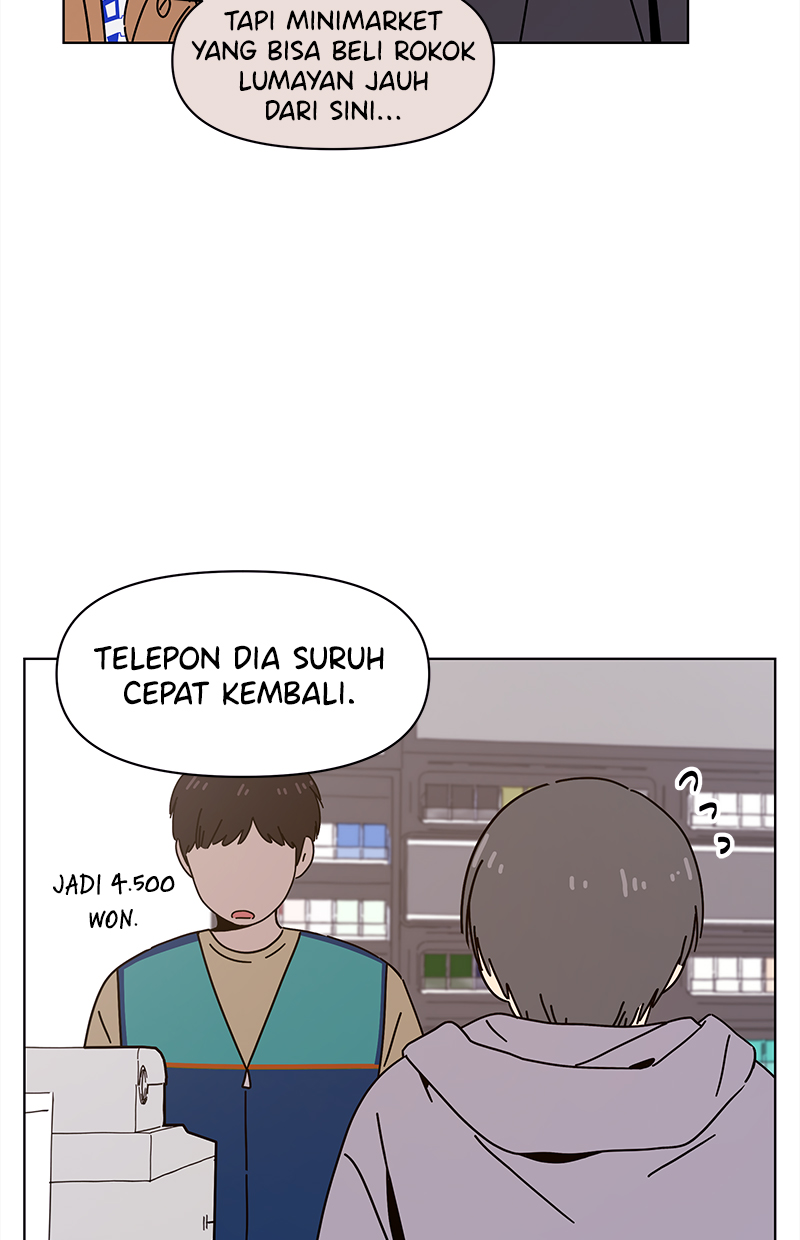 TAPI MINIMARKET
YANG BISA BELI ROKOK
LUMAYAN JAUH
DARI SINI...
TELEPON DIA SURUH
CEPAT KEMBALI.
JADI 4.500
WON.